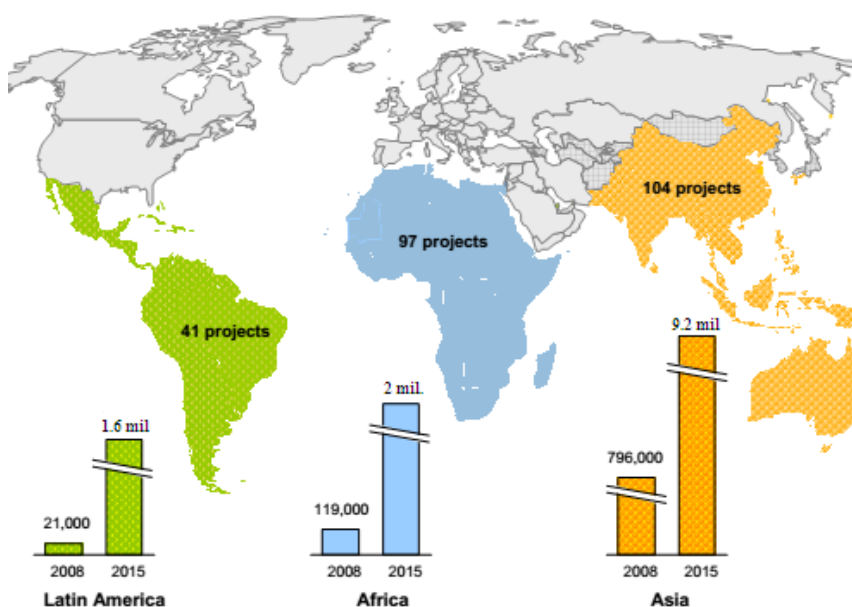 104 projects
97 projects
41 projects
9.2 mil
2 mil.
1.6 mil
796,000
119,000
21,000
2008 2015
2008 2015
2008 2015
Latin America
Africa
Asia